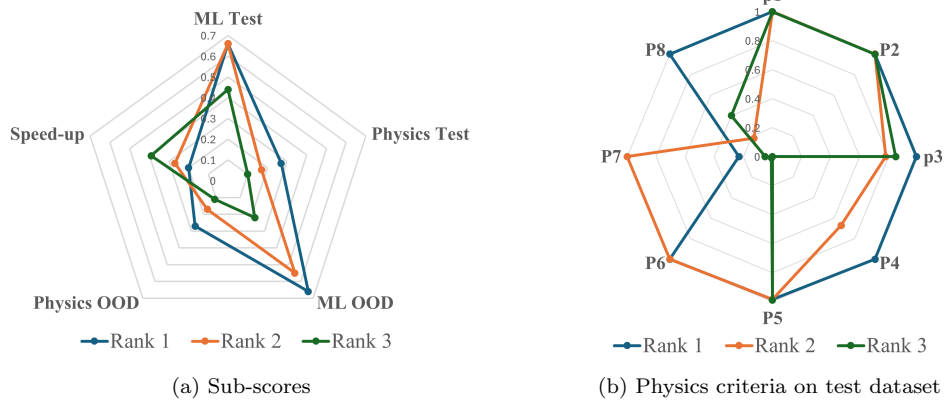 ML Test
0.7
0.6
0.5
0.4
0.3
0.2
0.1
0
Speed-up
Physics Test
Physics OOD
ML OOD
Rank 1
Rank 2
Rank 3
(a) Sub-scores
1
0.8
0.6
0.4
0.2
0
P8
P2
P7
p3
P6
P4
P5
Rank 1
Rank 2
Rank 3
(b) Physics criteria on test dataset